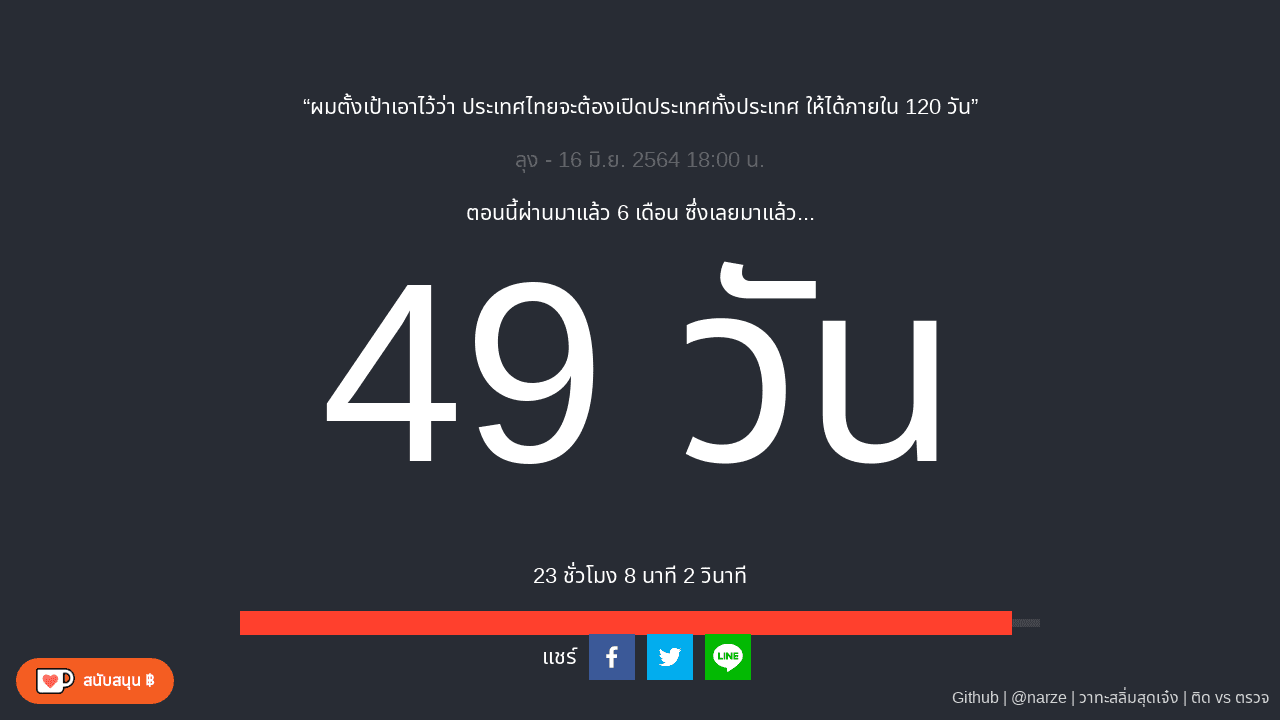 “ผมตั้งเป้าเอาไว้ว่า ประเทศไทยจะต้องเปิดประเทศทั้งประเทศ ให้ได้ภายใน 120 วัน”
ลุง - 16 มิ.ย. 2564 18:00 น.
ตอนนี้ผ่านมาแล้ว 6 เดือน ซึ่งเลยมาแล้ว...
49 วัน
23 ชั่วโมง 8 นาที 2 วินาที
แชร์
LINE
สนับสนุน ฿
Github | @narze | วาทะสลิ่มสุดเจ๋ง | ติด vs ตรวจ